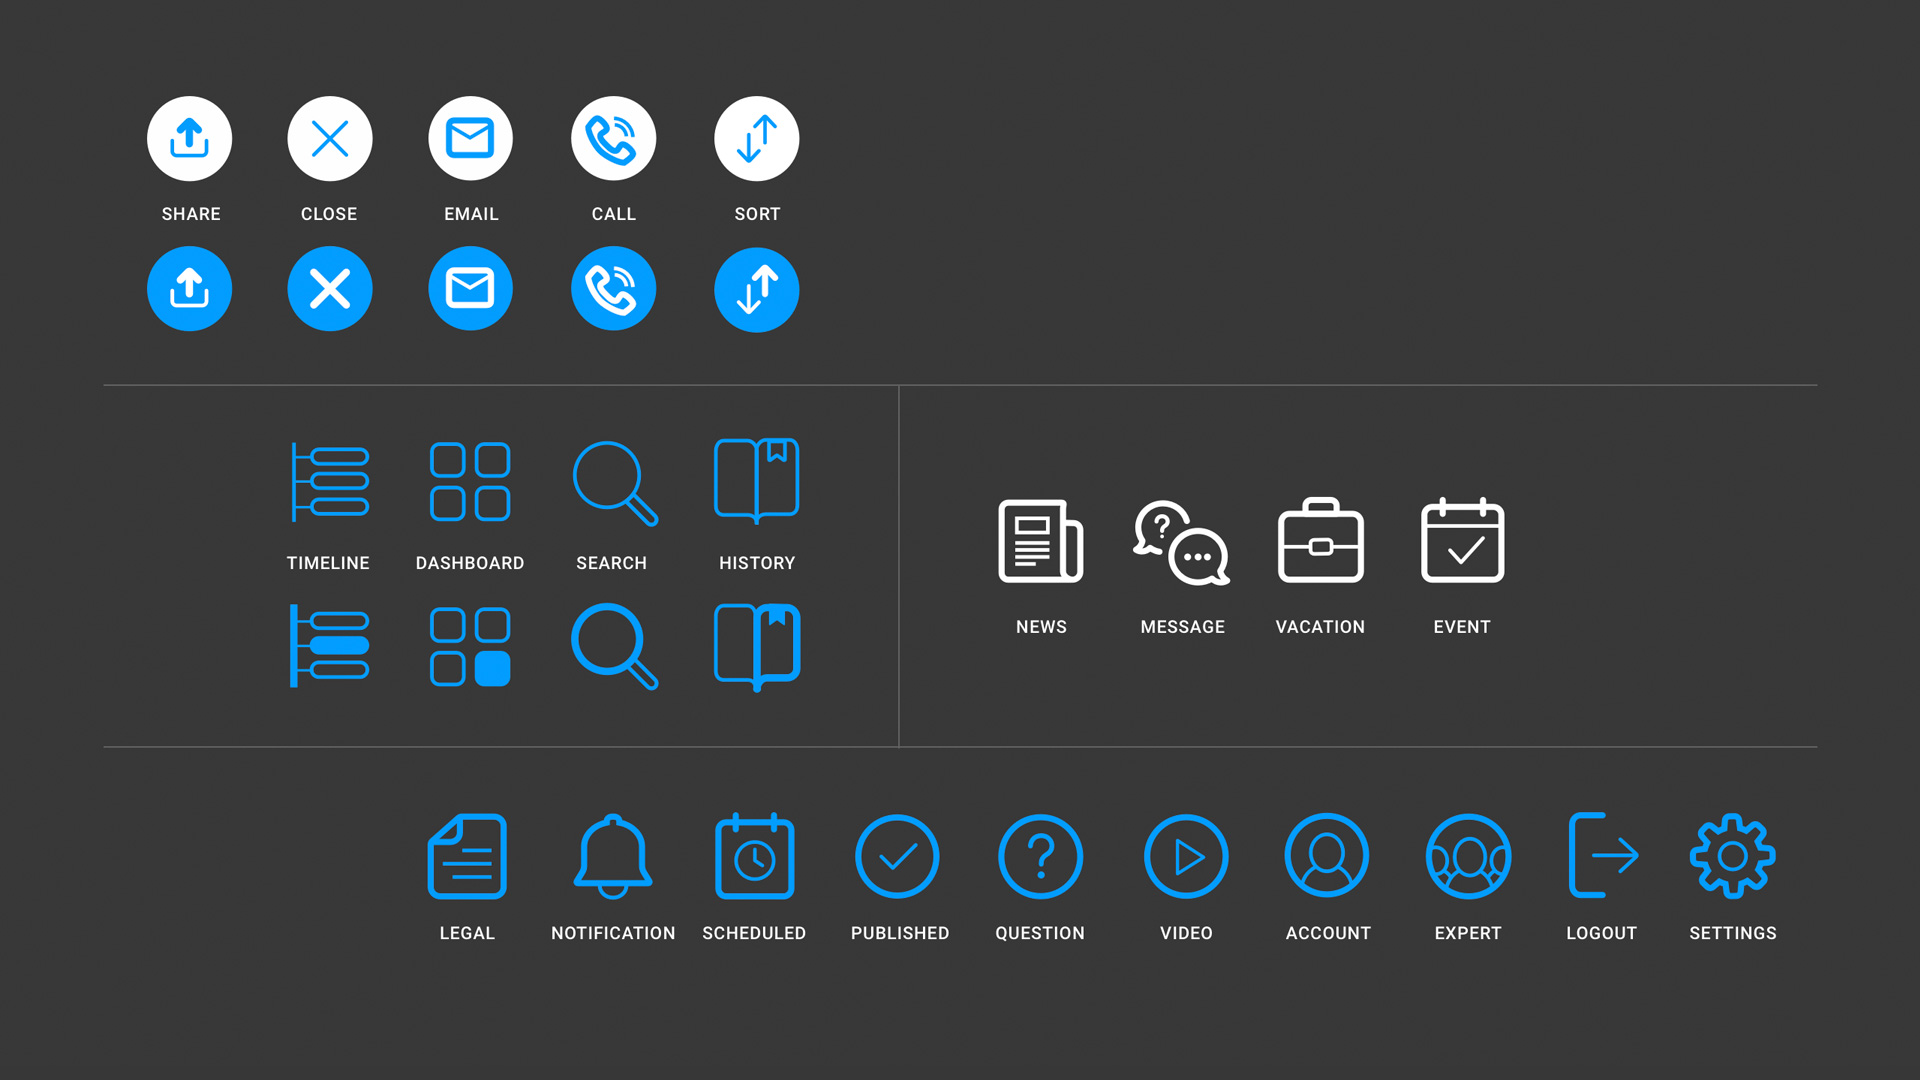 SHARE CLOSE EMAIL CALL SORT
TIMELINE DASHBOARD SEARCH HISTORY
NEWS MESSAGE VACATION EVENT
LEGAL NOTIFICATION SCHEDULED PUBLISHED QUESTION VIDEO ACCOUNT EXPERT LOGOUT SETTINGS